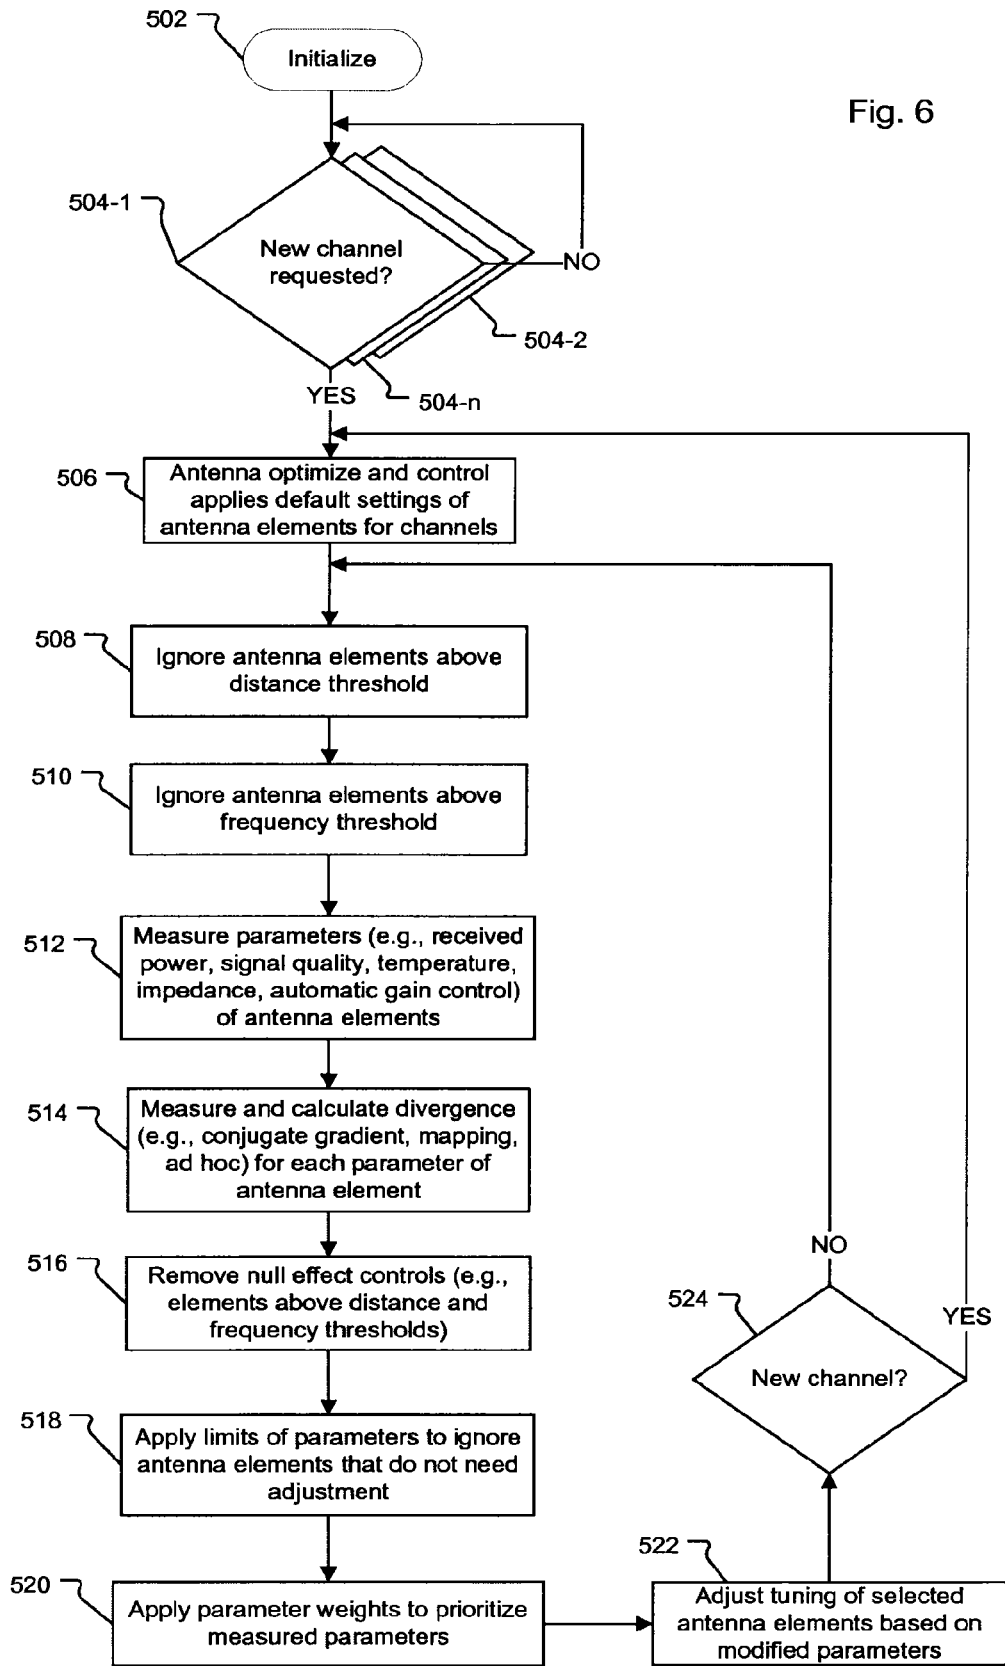 502
Initialize
Fig. 6
504-1
New channel
requested?
NO
504-2
504-n
YES
506
Antenna optimize and control
applies default settings of
antenna elements for channels
508
Ignore antenna elements above
distance threshold
510
Ignore antenna elements above
frequency threshold
512
Measure parameters (e.g., received
power, signal quality, temperature,
impedance, automatic gain control)
of antenna elements
514
Measure and calculate divergence
(e.g., conjugate gradient, mapping,
ad hoc) for each parameter of
antenna element
516
Remove null effect controls (e.g.,
elements above distance and
frequency thresholds)
518
Apply limits of parameters to ignore
antenna elements that do not need
adjustment
520
Apply parameter weights to prioritize
measured parameters
522
Adjust tuning of selected
antenna elements based on
modified parameters
524
New channel?
NO
YES